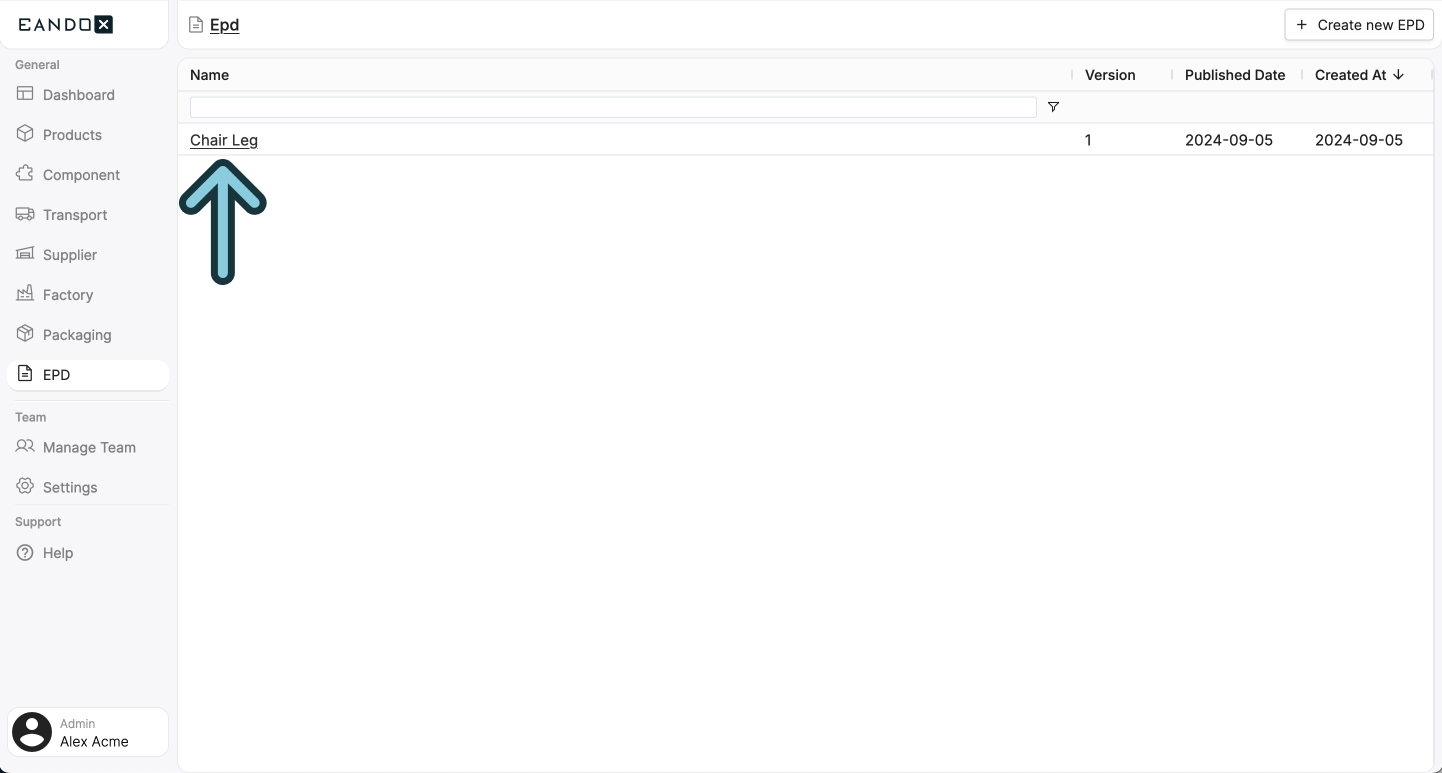 EANDOX
Epd
+ Create new EPD
General
Dashboard
Products
Component
Transport
Supplier
Factory
Packaging
EPD
Team
Manage Team
Settings
Support
Help
Admin
Alex Acme
Name Version Published Date Created At
Chair Leg 1 2024-09-05 2024-09-05